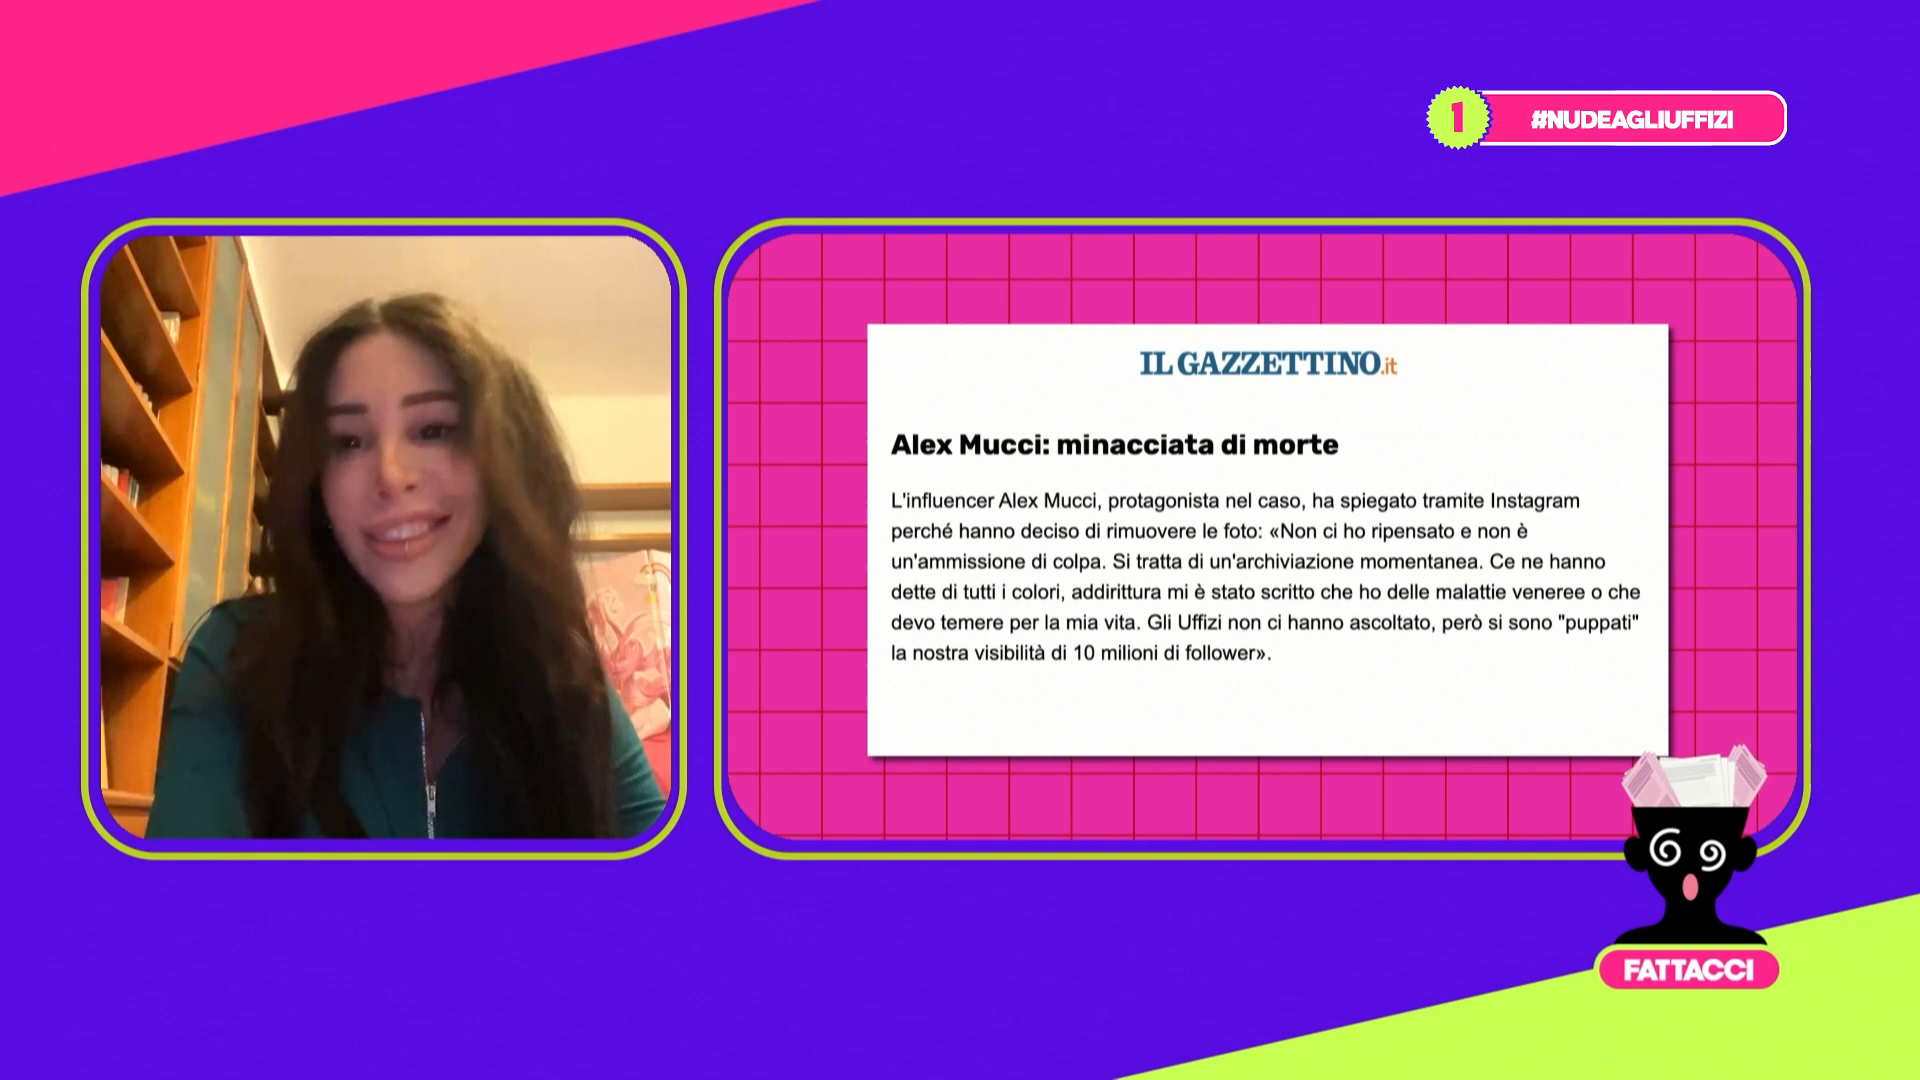 1 #NUDEAGLIUFFIZI
IL GAZZETTINO.it
Alex Mucci: minacciata di morte
L'influencer Alex Mucci, protagonista nel caso, ha spiegato tramite Instagram
perché hanno deciso di rimuovere le foto: «Non ci ho ripensato e non è
un'ammissione di colpa. Si tratta di un'archiviazione momentanea. Ce ne hanno
dette di tutti i colori, addirittura mi è stato scritto che ho delle malattie veneree o che
devo temere per la mia vita. Gli Uffizi non ci hanno ascoltato, però si sono "puppati"
la nostra visibilità di 10 milioni di follower».
FATTACCI